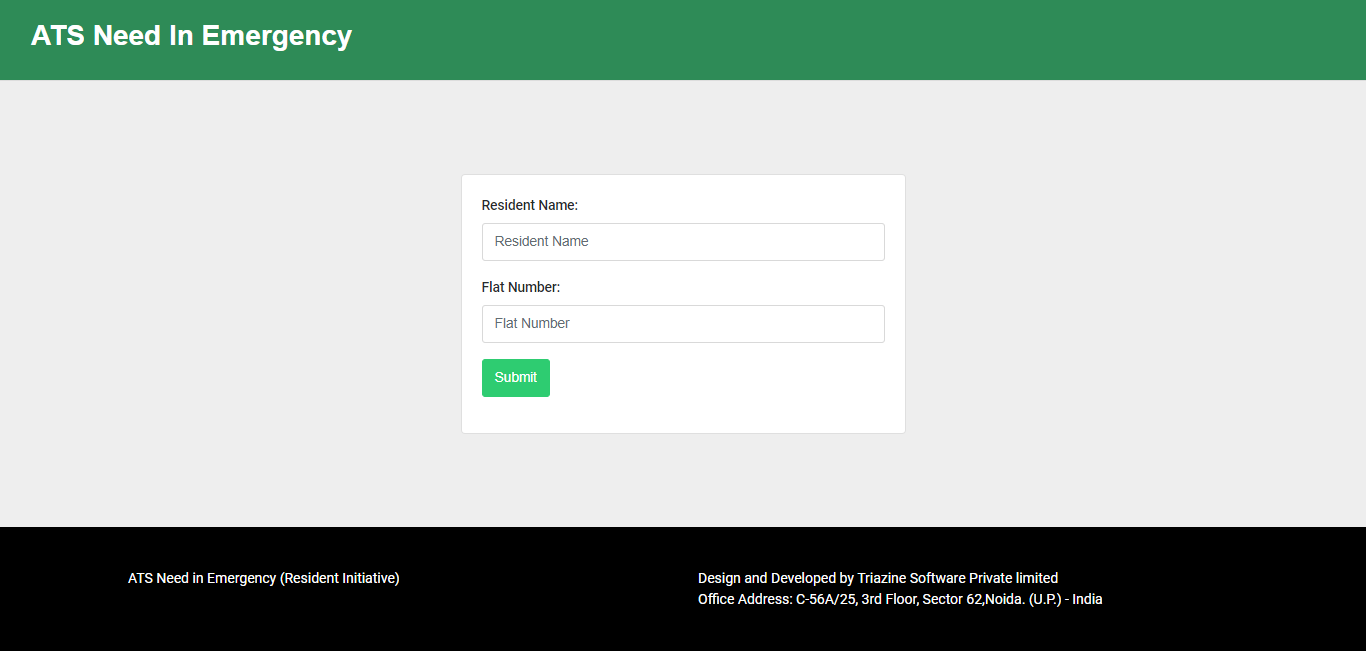 ATS Need In Emergency
Resident Name:
Resident Name
Flat Number:
Flat Number
Submit
ATS Need in Emergency (Resident Initiative)
Design and Developed by Triazine Software Private limited
Office Address: C-56A/25, 3rd Floor, Sector 62,Noida. (U.P.) - India